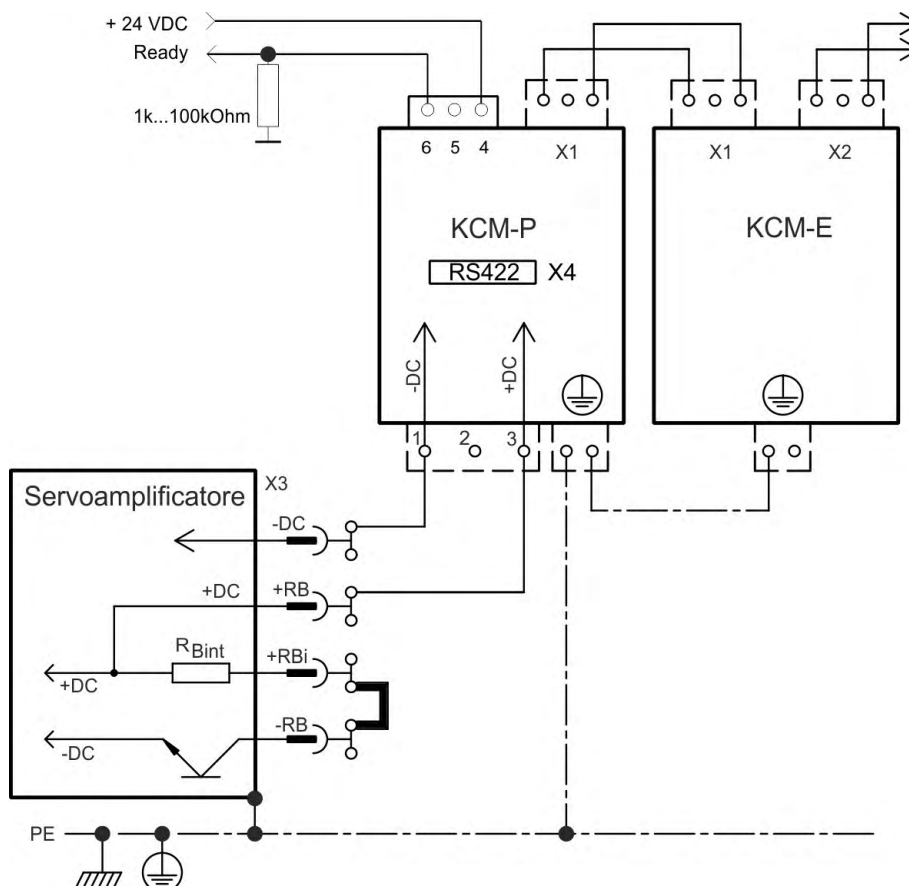 + 24 VDC
Ready
1k...100kOhm
6 5 4
X1
X1
X2
KCM-P
KCM-E
RS422 X4
-DC
+DC
1 2 3
Servoamplificatore
X3
-DC
+DC
+RB
RBint
+RBi
+DC
-RB
-DC
PE